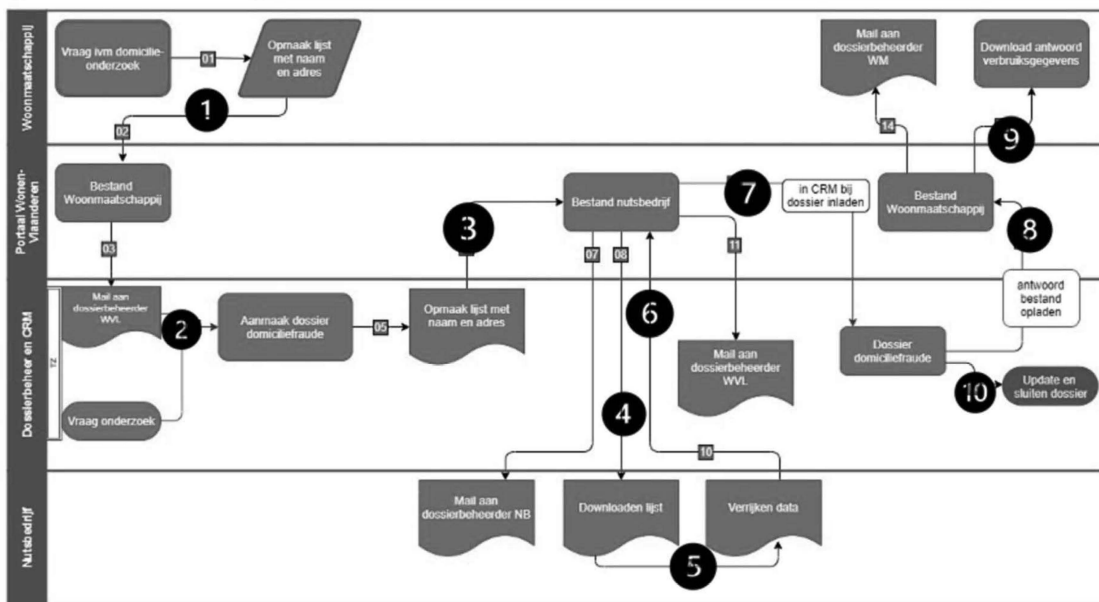 Woonmaatschappij
Vraag ivm domicilie-
onderzoek
01
Opmaak lijst
met naam
en adres
1
02
Mail aan
dossierbeheerder
WM
Download antwoord
verbruiksgegevens
14
9
Portaal Wonen-
Vlaanderen
Bestand
Woonmaatschappij
03
3
Bestand nutsbedrijf
07
08
11
7
in CRM bij
dossier inladen
Bestand
Woonmaatschappij
8
Dossierbeheer en CRM
TZ
Mail aan
dossierbeheerder
WVL
2
Vraag onderzoek
Aanmaak dossier
domiciliefraude
05
Opmaak lijst met
naam en adres
6
4
10
Mail aan
dossierbeheerder
WVL
antwoord
bestand
opladen
Dossier
domiciliefraude
10
Update en
sluiten dossier
Nutsbedrijf
Mail aan
dossierbeheerder NB
Downloaden lijst
5
Verrijken data